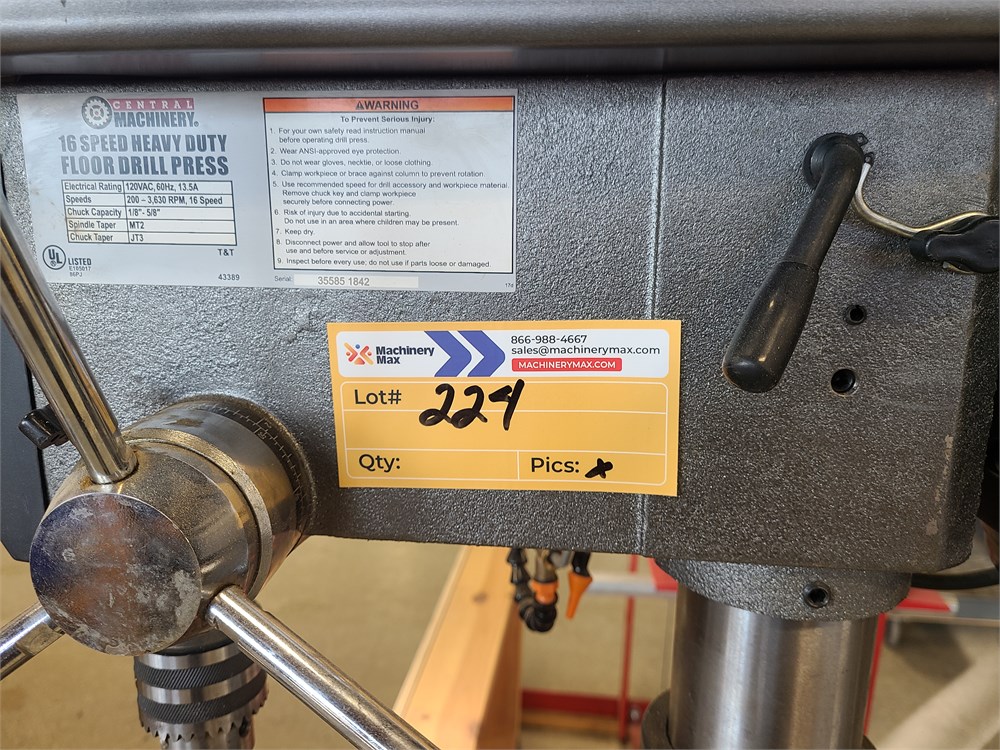 CENTRAL
MACHINERY®
16 SPEED HEAVY DUTY
FLOOR DRILL PRESS
Electrical Rating 120VAC, 60Hz, 13.5A
Speeds 200 – 3,630 RPM, 16 Speed
Chuck Capacity 1/8"- 5/8"
Spindle Taper MT2
Chuck Taper JT3
T&T
UL LISTED
E105017
43389
WARNING
To Prevent Serious Injury:
1. For your own safety read instruction manual
before operating drill press.
2. Wear ANSI-approved eye protection.
3. Do not wear gloves, necktie, or loose clothing.
4. Clamp workpiece or brace against column to prevent rotation.
5. Use recommended speed for drill accessory and workpiece material.
Remove chuck key and clamp workpiece
securely before connecting power.
6. Risk of injury due to accidental starting.
Do not use in an area where children may be present.
7. Keep dry.
8. Disconnect power and allow tool to stop after
use and before service or adjustment.
9. Inspect before every use; do not use if parts loose or damaged.
Serial: 35585 1842
Machinery
Max
866-988-4667
sales@machinerymax.com
MACHINERYMAX.COM
Lot# 224
Qty:
Pics: x